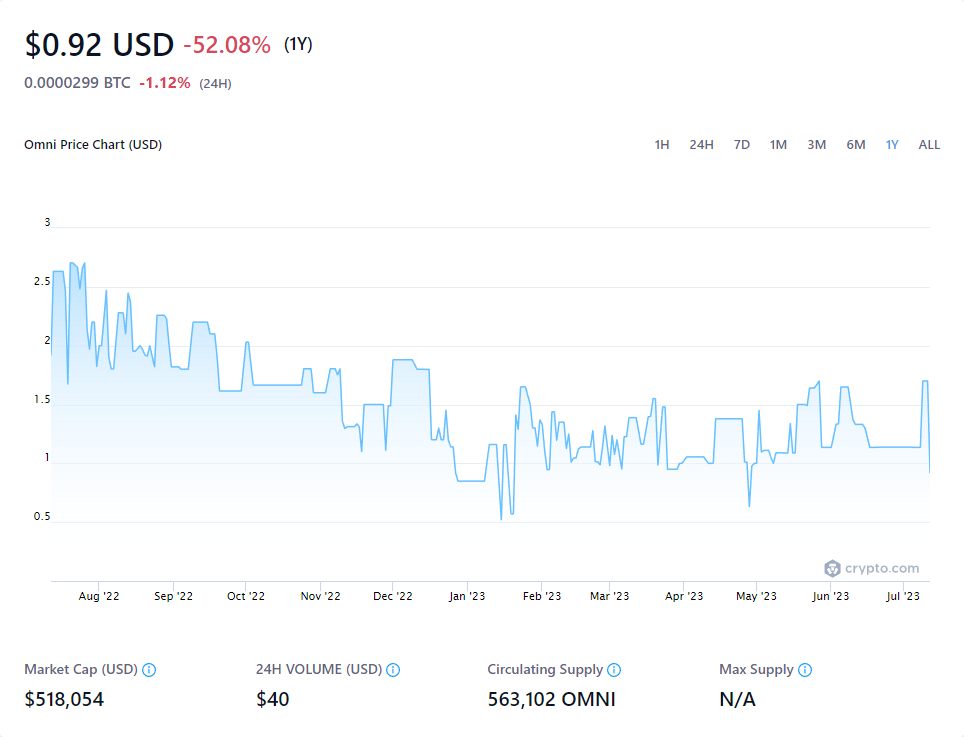 $0.92 USD -52.08% (1Y)
0.0000299 BTC -1.12% (24H)
Omni Price Chart (USD) 1H 24H 7D 1M 3M 6M 1Y ALL
3
2.5
2
1.5
1
0.5
crypto.com
Aug '22 Sep '22 Oct '22 Nov '22 Dec '22 Jan '23 Feb '23 Mar '23 Apr '23 May '23 Jun '23 Jul '23
Market Cap (USD) 24H VOLUME (USD) Circulating Supply Max Supply
$518,054 $40 563,102 OMNI N/A